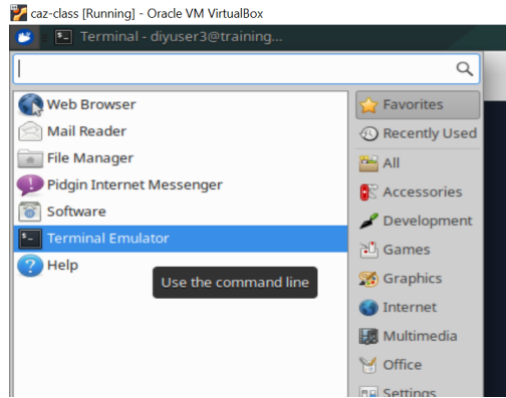 caz-class [Running] - Oracle VM VirtualBox
Terminal - diyuser3@training...
Web Browser
Mail Reader
File Manager
Pidgin Internet Messenger
Software
Terminal Emulator
Help
Use the command line
Favorites
Recently Used
All
Accessories
Development
Games
Graphics
Internet
Multimedia
Office
Settings